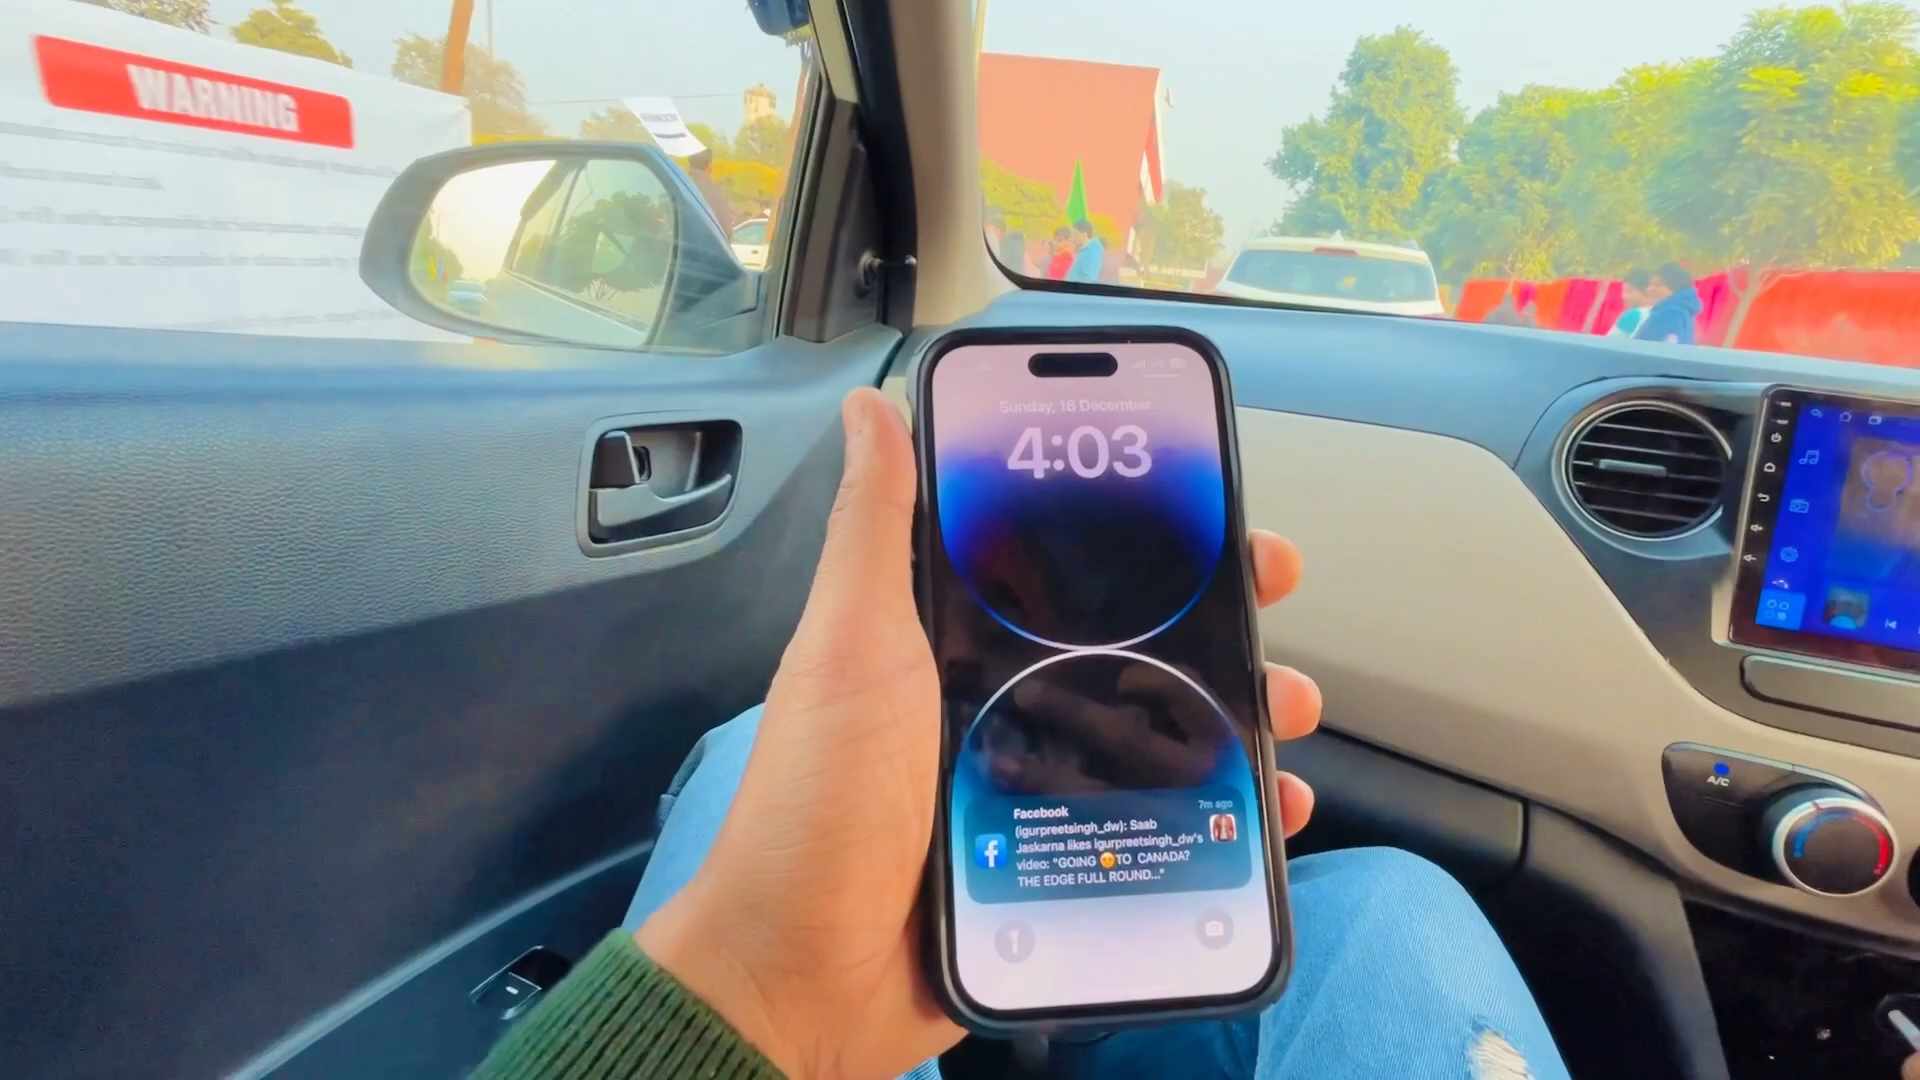 WARNING
Sunday, 18 December
4:03
Facebook
7m ago
(igurpreetsingh_dw): Saab
Jaskarna likes igurpreetsingh_dw's
video: "GOING 😍TO CANADA?
THE EDGE FULL ROUND..."
A/C